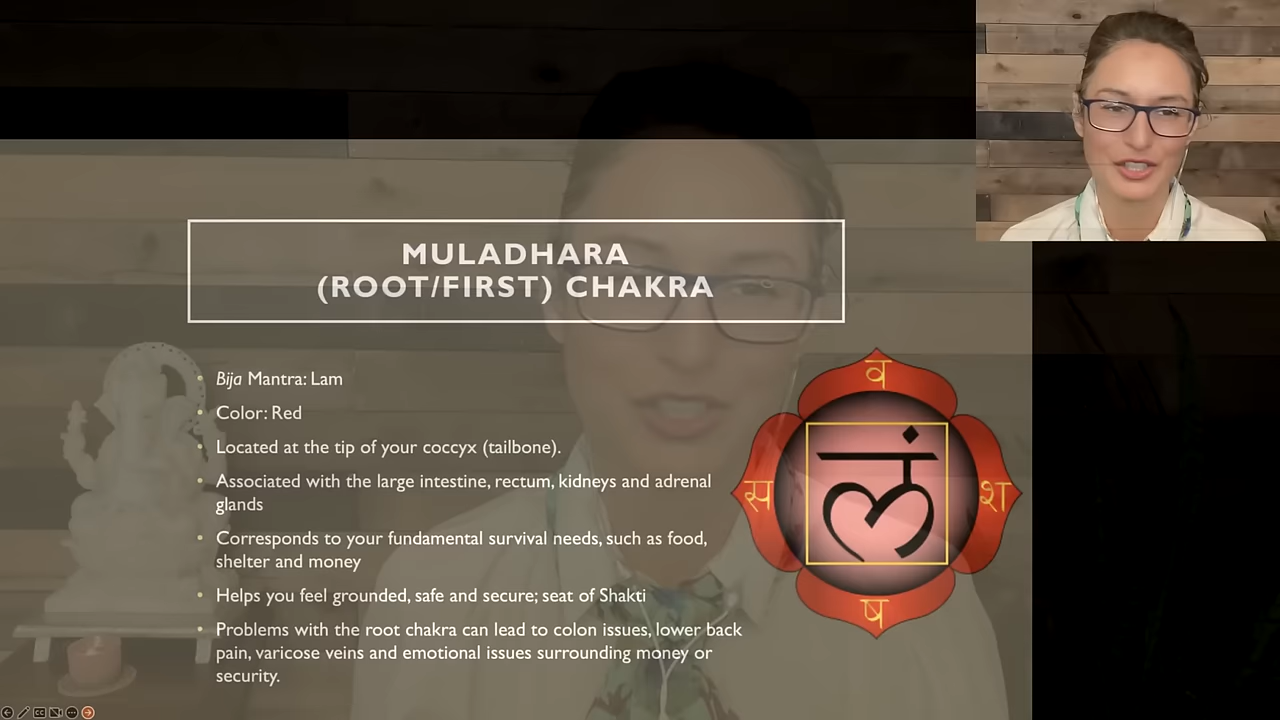 MULADHARA
(ROOT/FIRST) CHAKRA
• Bija Mantra: Lam
• Color: Red
• Located at the tip of your coccyx (tailbone).
• Associated with the large intestine, rectum, kidneys and adrenal
glands
• Corresponds to your fundamental survival needs, such as food,
shelter and money
• Helps you feel grounded, safe and secure; seat of Shakti
• Problems with the root chakra can lead to colon issues, lower back
pain, varicose veins and emotional issues surrounding money or
security.
व
स
लं
श
ष
CC